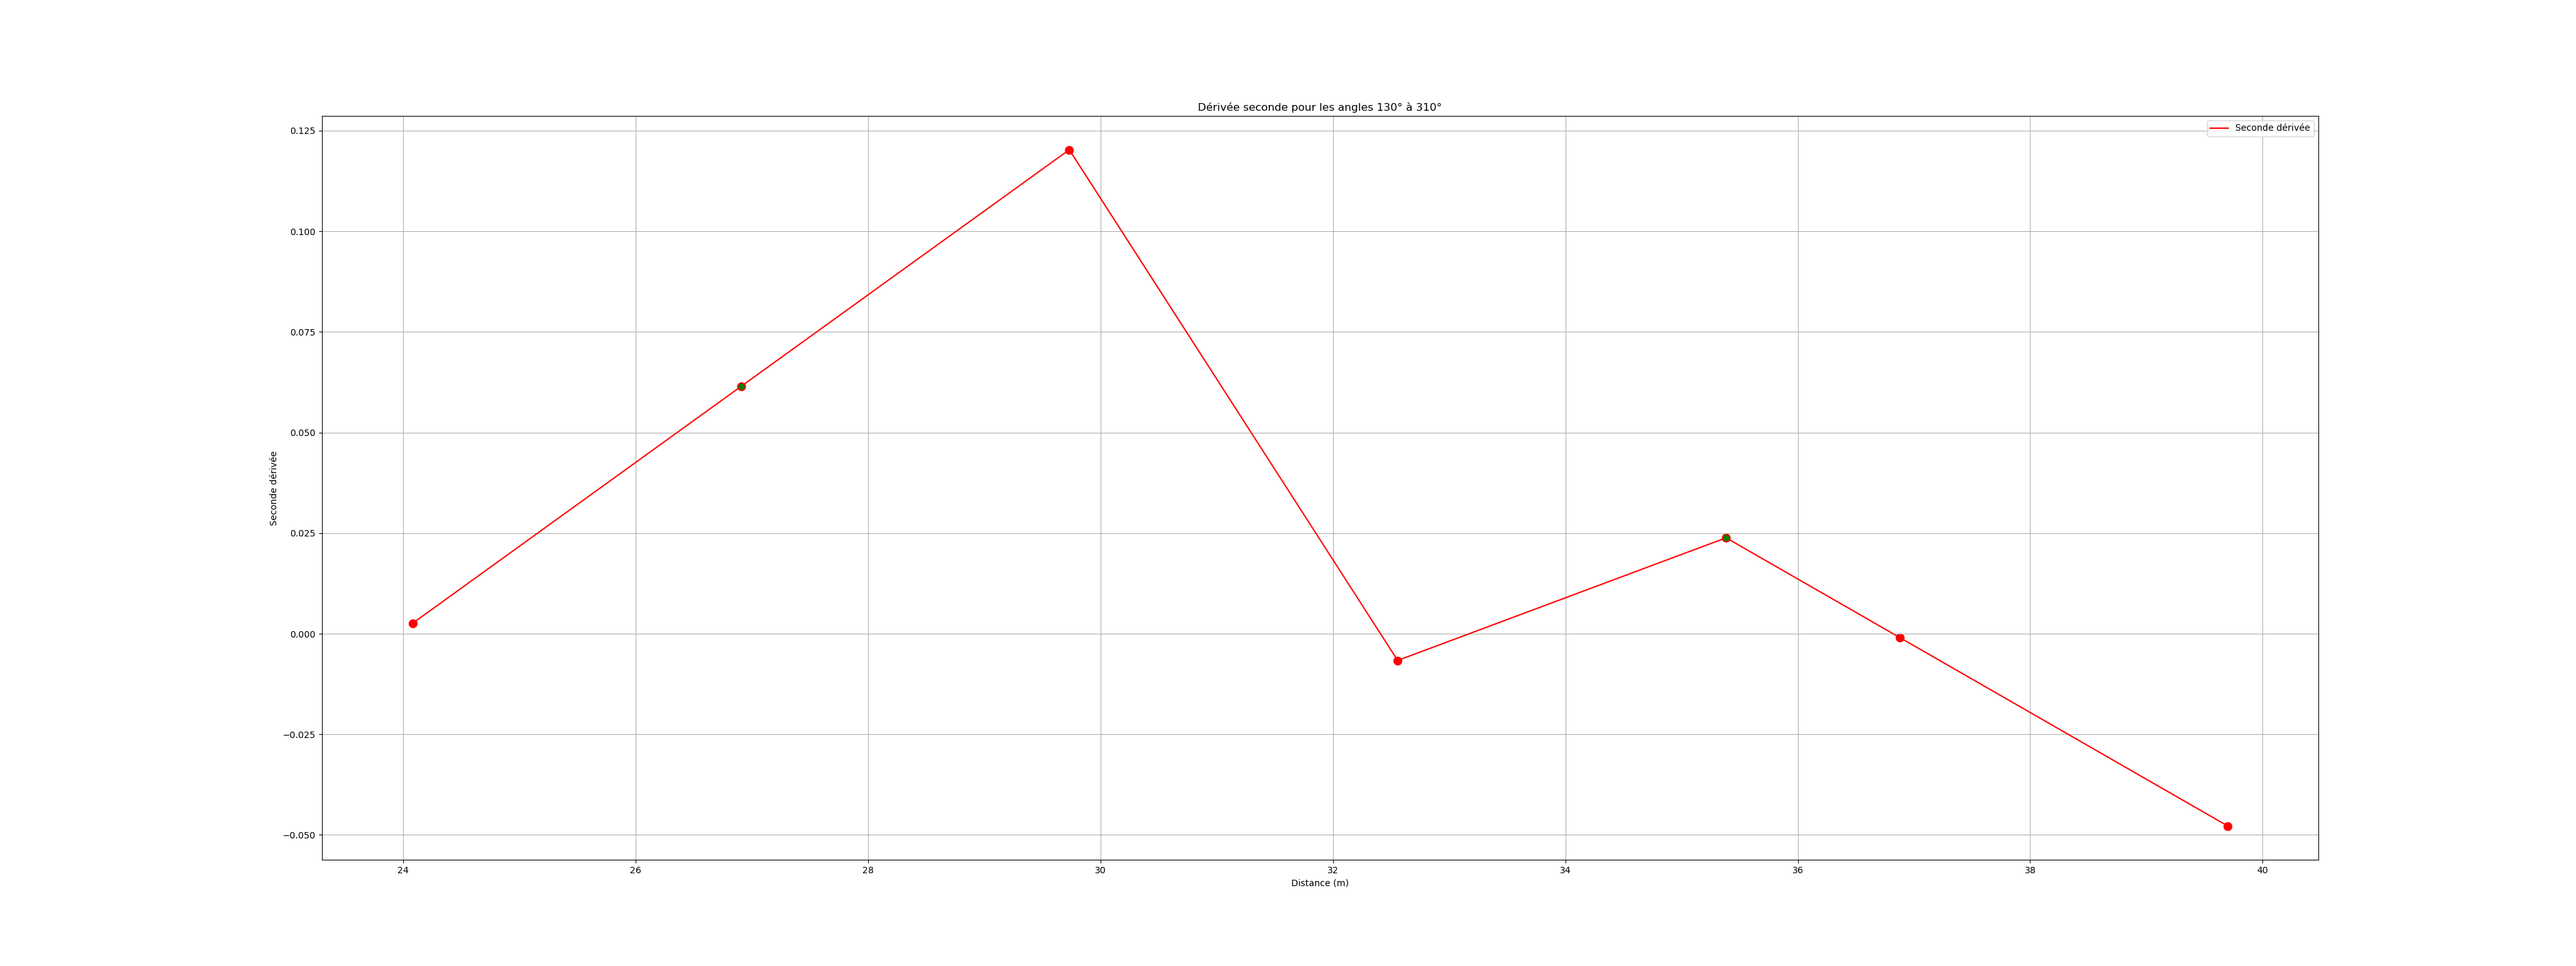 Dérivée seconde pour les angles 130° à 310°
Seconde dérivée
0.125
0.100
0.075
0.050
0.025
0.000
−0.025
−0.050
Seconde dérivée
24 26 28 30 32 34 36 38 40
Distance (m)